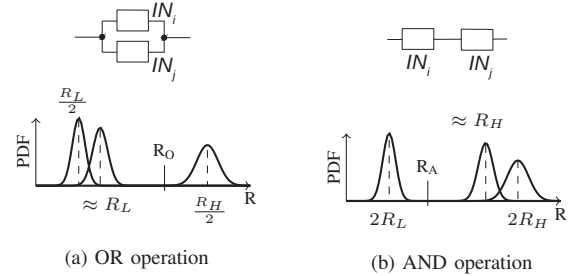 IN_i
IN_j
IN_i
IN_j
R_L/2
≈ R_H
PDF
R_O
R
PDF
R_A
R
≈ R_L
R_H/2
2R_L
2R_H
(a) OR operation
(b) AND operation